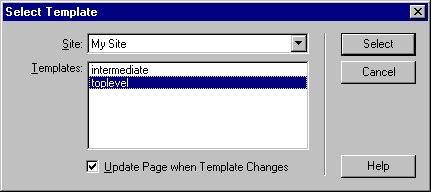 Select Template
Site: My Site
Select
Templates: intermediate
toplevel
Cancel
Update Page when Template Changes
Help